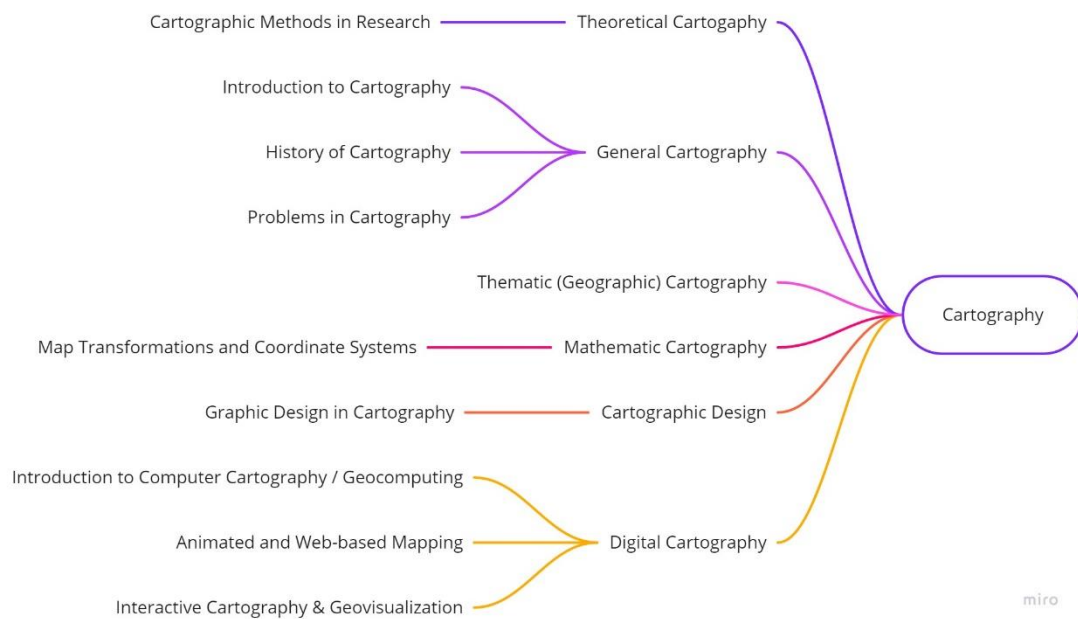 Cartographic Methods in Research
Theoretical Cartogaphy
Introduction to Cartography
History of Cartography
General Cartography
Problems in Cartography
Thematic (Geographic) Cartography
Cartography
Map Transformations and Coordinate Systems
Mathematic Cartography
Graphic Design in Cartography
Cartographic Design
Introduction to Computer Cartography / Geocomputing
Animated and Web-based Mapping
Digital Cartography
Interactive Cartography & Geovisualization
miro